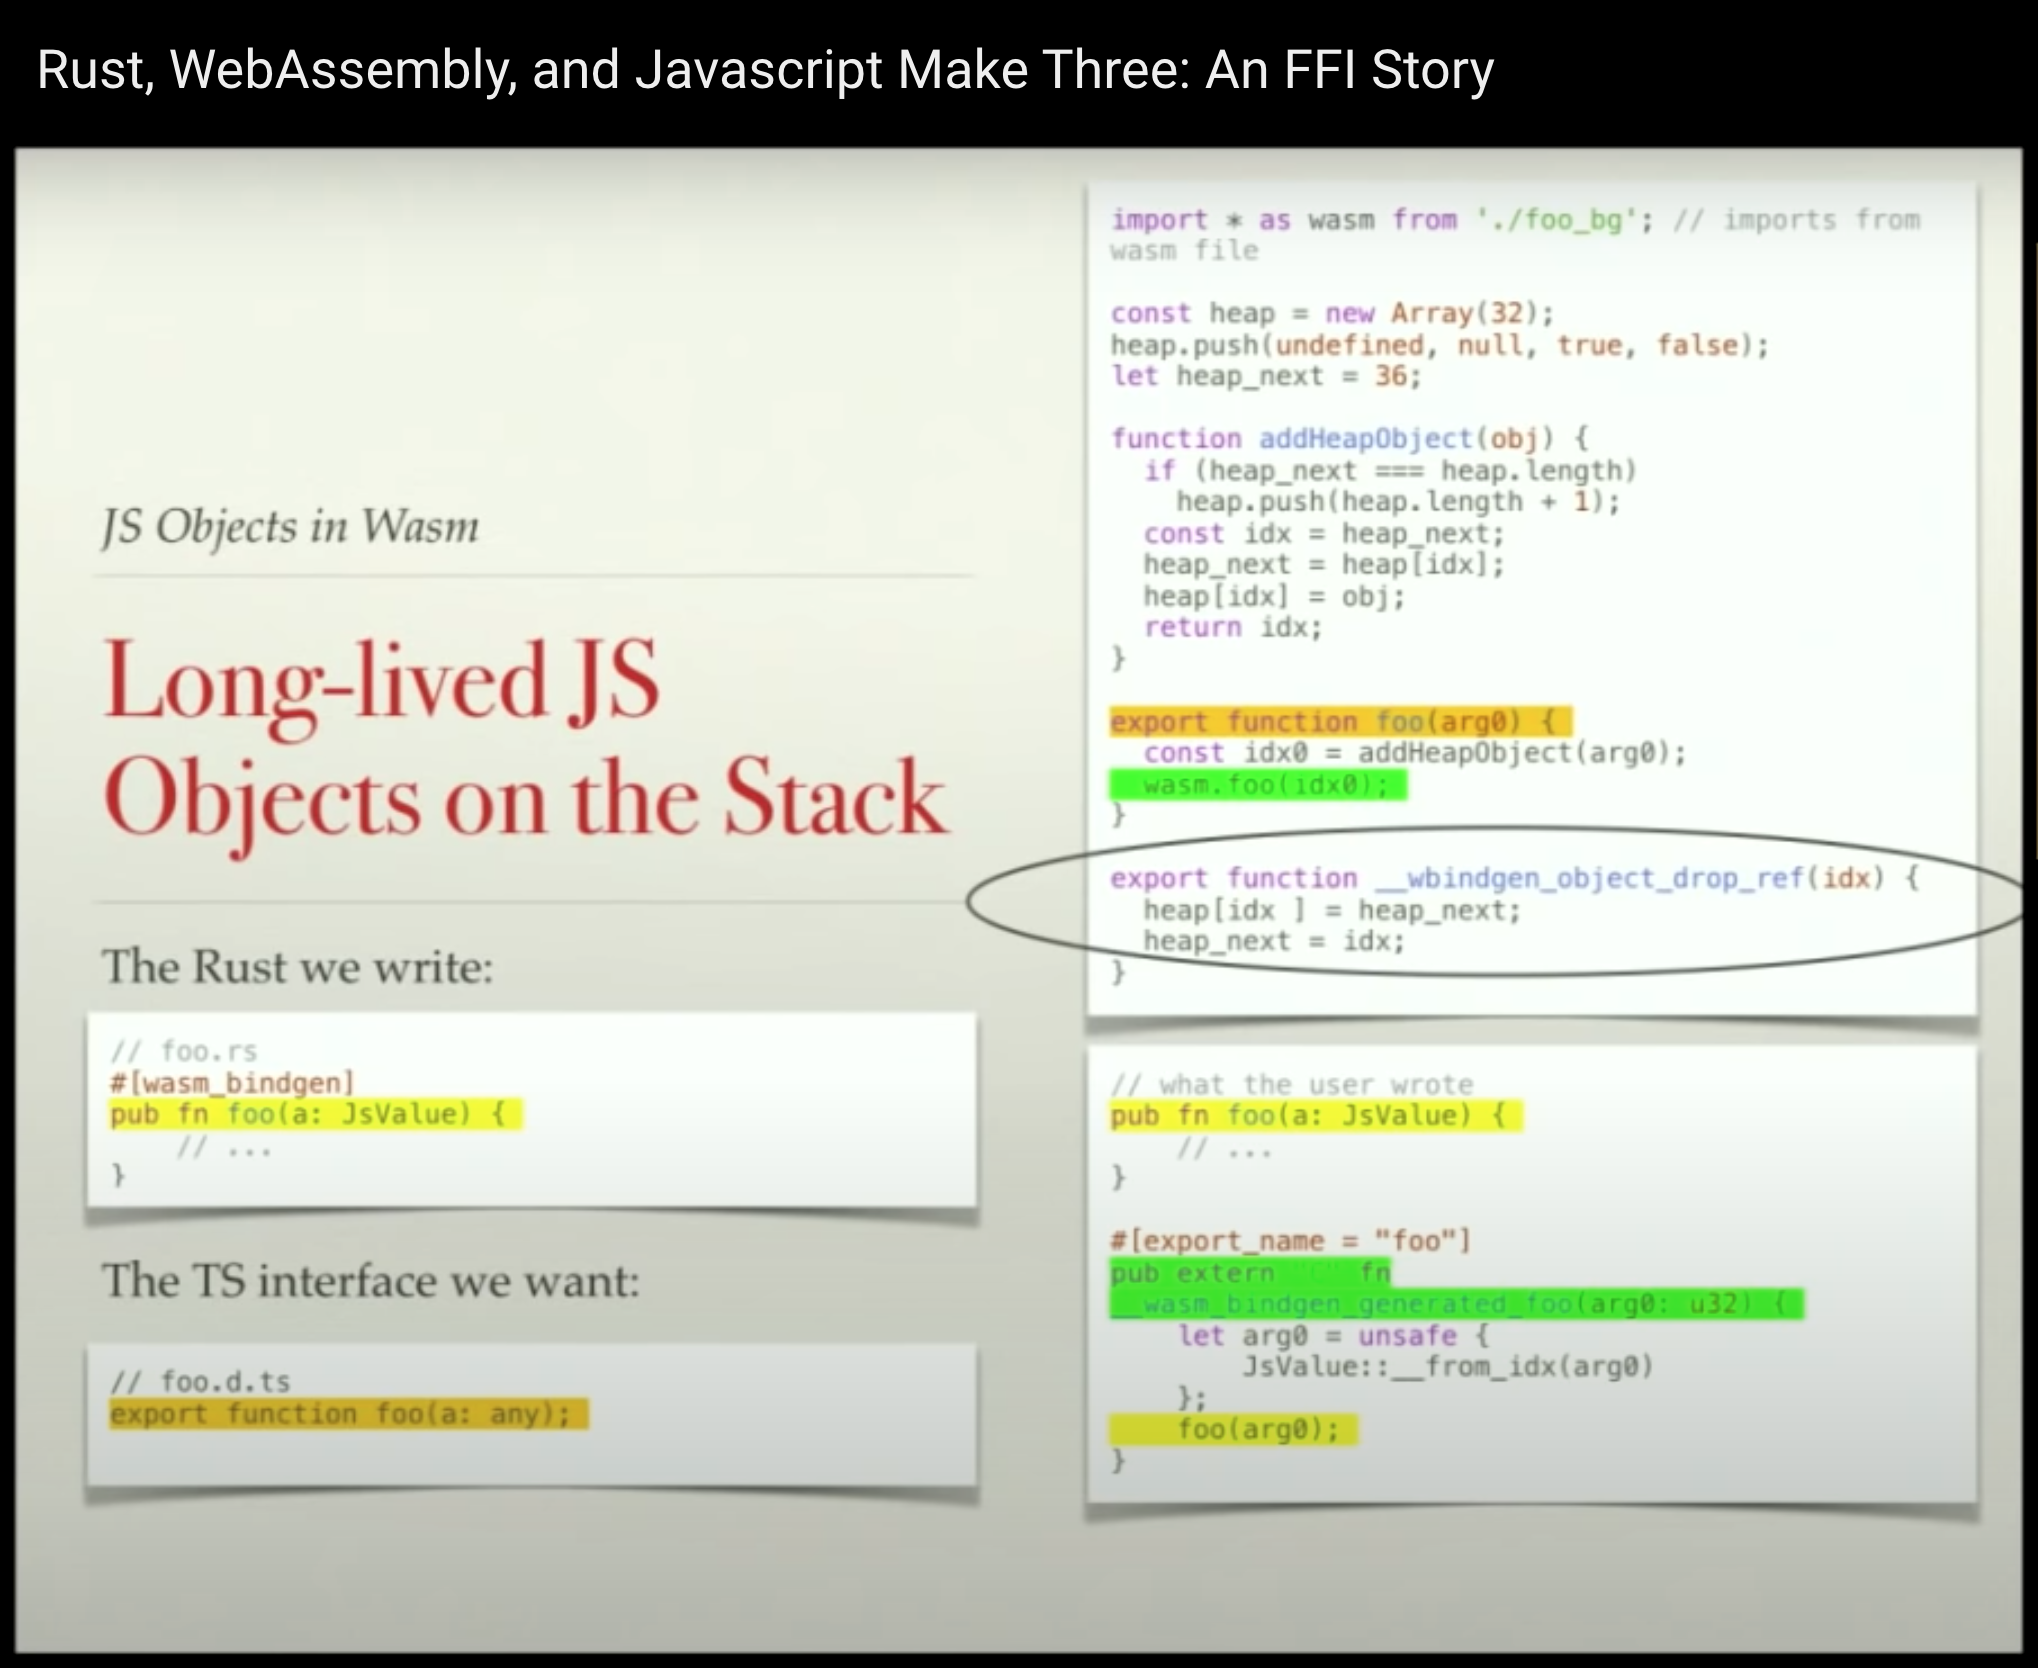 Rust, WebAssembly, and Javascript Make Three: An FFI Story
JS Objects in Wasm
Long-lived JS
Objects on the Stack
The Rust we write:
// foo.rs
#[wasm_bindgen]
pub fn foo(a: JsValue) {
    // ...
}
The TS interface we want:
// foo.d.ts
export function foo(a: any);
import * as wasm from './foo_bg'; // imports from
wasm file
const heap = new Array(32);
heap.push(undefined, null, true, false);
let heap_next = 36;
function addHeapObject(obj) {
  if (heap_next === heap.length)
    heap.push(heap.length + 1);
  const idx = heap_next;
  heap_next = heap[idx];
  heap[idx] = obj;
  return idx;
}
export function foo(arg0) {
  const idx0 = addHeapObject(arg0);
  wasm.foo(idx0);
}
export function __wbindgen_object_drop_ref(idx) {
  heap[idx ] = heap_next;
  heap_next = idx;
}
// what the user wrote
pub fn foo(a: JsValue) {
    // ...
}
#[export_name = "foo"]
pub extern "C" fn
__wasm_bindgen_generated_foo(arg0: u32) {
    let arg0 = unsafe {
        JsValue::__from_idx(arg0)
    };
    foo(arg0);
}